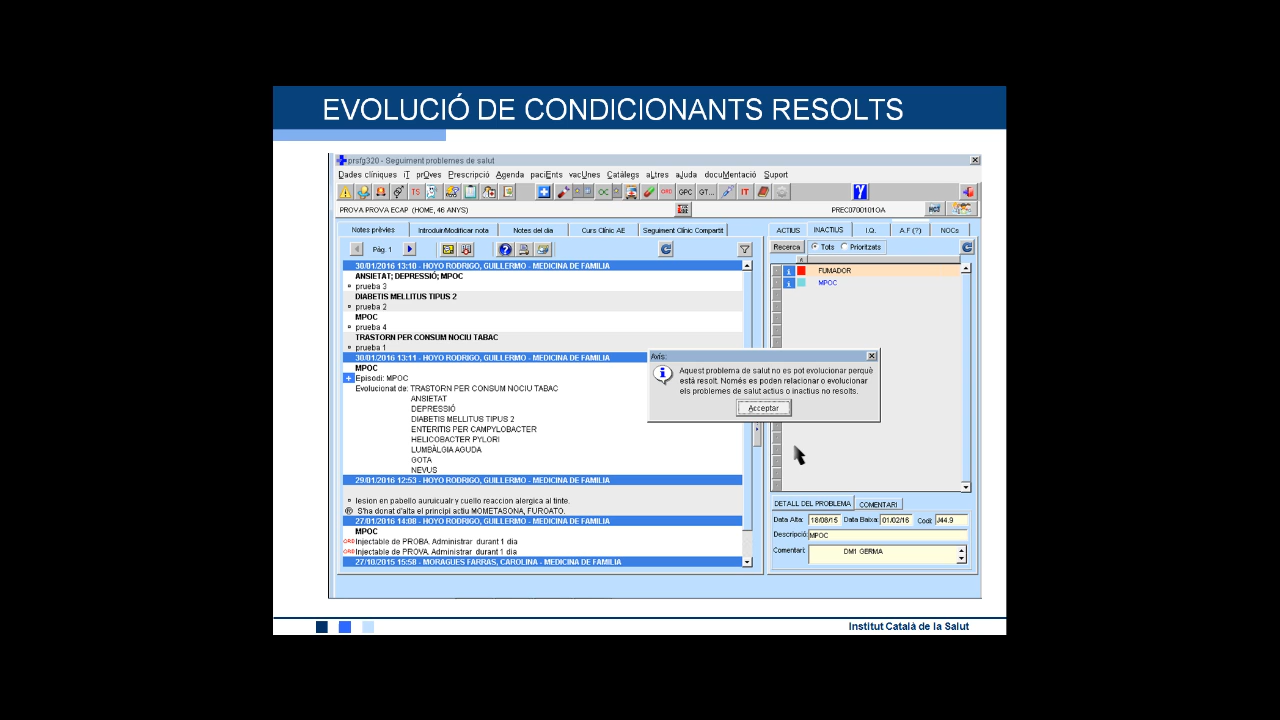 EVOLUCIÓ DE CONDICIONANTS RESOLTS
prsfg320 - Seguiment problemes de salut
Dades clíniques iT prOves Prescripció Agenda paciEnts vacUnes Catàlegs aLtres aJuda docuMentació Suport
TS ORD GPC GT... IT
PROVA PROVA ECAP (HOME, 46 ANYS) PREC07001010A HC3
Notes prèvies Introduir/Modificar nota Notes del dia Curs Clínic AE Seguiment Clínic Compartit
ACTIUS INACTIUS I.Q. A.F (?) NOCs
Pág. 1
Recerca Tots Prioritzats
30/01/2016 13:10 - HOYO RODRIGO, GUILLERMO - MEDICINA DE FAMILIA
ANSIETAT; DEPRESSIÓ; MPOC
prueba 3
DIABETIS MELLITUS TIPUS 2
prueba 2
MPOC
prueba 4
TRASTORN PER CONSUM NOCIU TABAC
prueba 1
30/01/2016 13:11 - HOYO RODRIGO, GUILLERMO - MEDICINA DE FAMILIA
MPOC
Episodi: MPOC
Evolucionat de: TRASTORN PER CONSUM NOCIU TABAC
ANSIETAT
DEPRESSIÓ
DIABETIS MELLITUS TIPUS 2
ENTERITIS PER CAMPYLOBACTER
HELICOBACTER PYLORI
LUMBÀLGIA AGUDA
GOTA
NEVUS
29/01/2016 12:53 - HOYO RODRIGO, GUILLERMO - MEDICINA DE FAMILIA
lesion en pabello auruicualr y cuello reaccion alergica al tinte.
S'ha donat d'alta el principi actiu MOMETASONA, FUROATO.
27/01/2016 14:08 - HOYO RODRIGO, GUILLERMO - MEDICINA DE FAMILIA
MPOC
ORD Injectable de PROBA. Administrar durant 1 dia
ORD Injectable de PROVA. Administrar durant 1 dia
27/10/2015 15:58 - MORAGUES FARRAS, CAROLINA - MEDICINA DE FAMILIA
FUMADOR
MPOC
Avís:
Aquest problema de salut no es pot evolucionar perquè
està resolt. Només es poden relacionar o evolucionar
els problemes de salut actius o inactius no resolts.
Acceptar
DETALL DEL PROBLEMA COMENTARI
Data Alta: 18/08/15 Data Baixa: 01/02/16 Codi: J44.9
Descripció: MPOC
Comentari: DM1 GERMA
Institut Català de la Salut